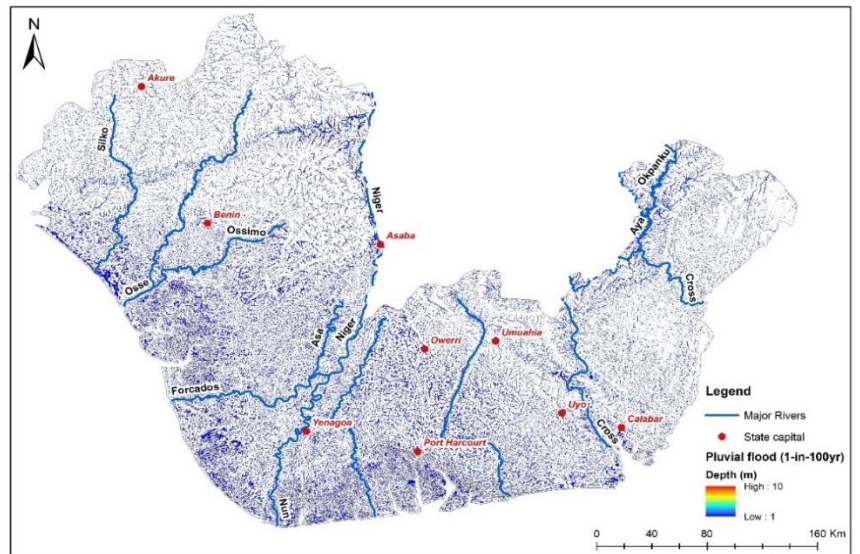 N
Akure
Silko
Benin
Ossimo
Osse
Niger
Asaba
Okpanku
Aya
Cross
Asa
Niger
Forcados
Owerri
Umuahia
Yenagoa
Port Harcourt
Uyo
Calabar
Cross
Nun
Legend
Major Rivers
State capital
Pluvial flood (1-in-100yr)
Depth (m)
High : 10
Low : 1
0 40 80 160 Km